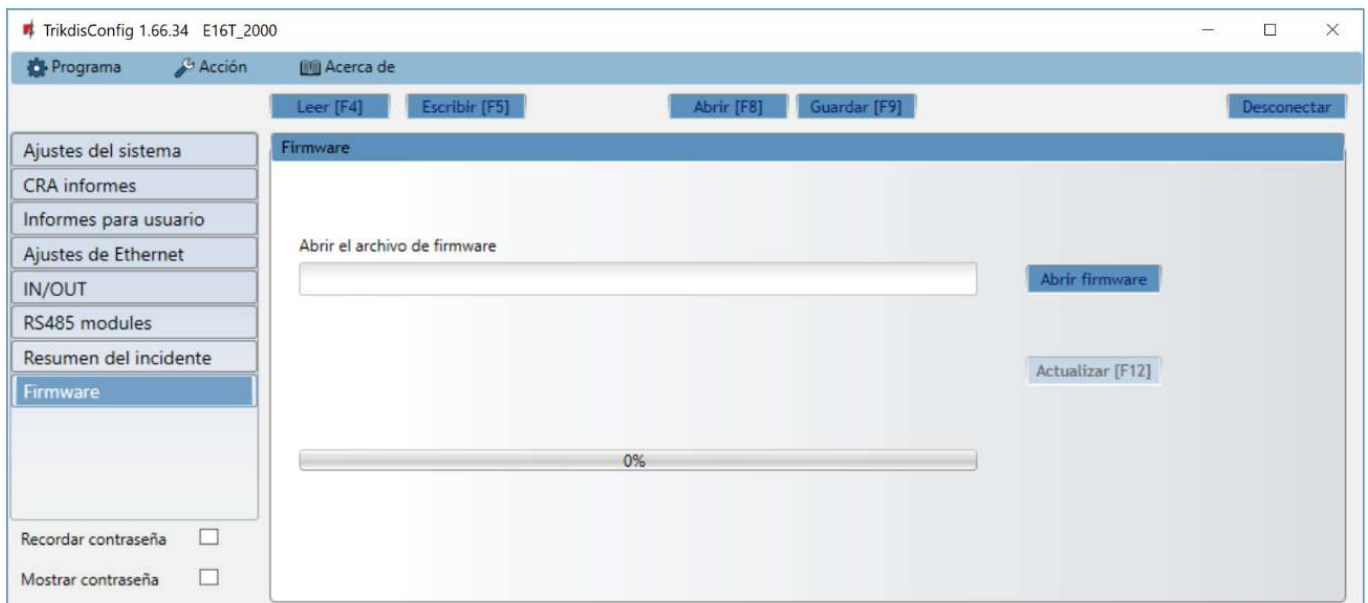 TrikdisConfig 1.66.34 E16T_2000
Programa Acción Acerca de
Leer [F4] Escribir [F5] Abrir [F8] Guardar [F9] Desconectar
Ajustes del sistema
CRA informes
Informes para usuario
Ajustes de Ethernet
IN/OUT
RS485 modules
Resumen del incidente
Firmware
Recordar contraseña
Mostrar contraseña
Firmware
Abrir el archivo de firmware
Abrir firmware
Actualizar [F12]
0%